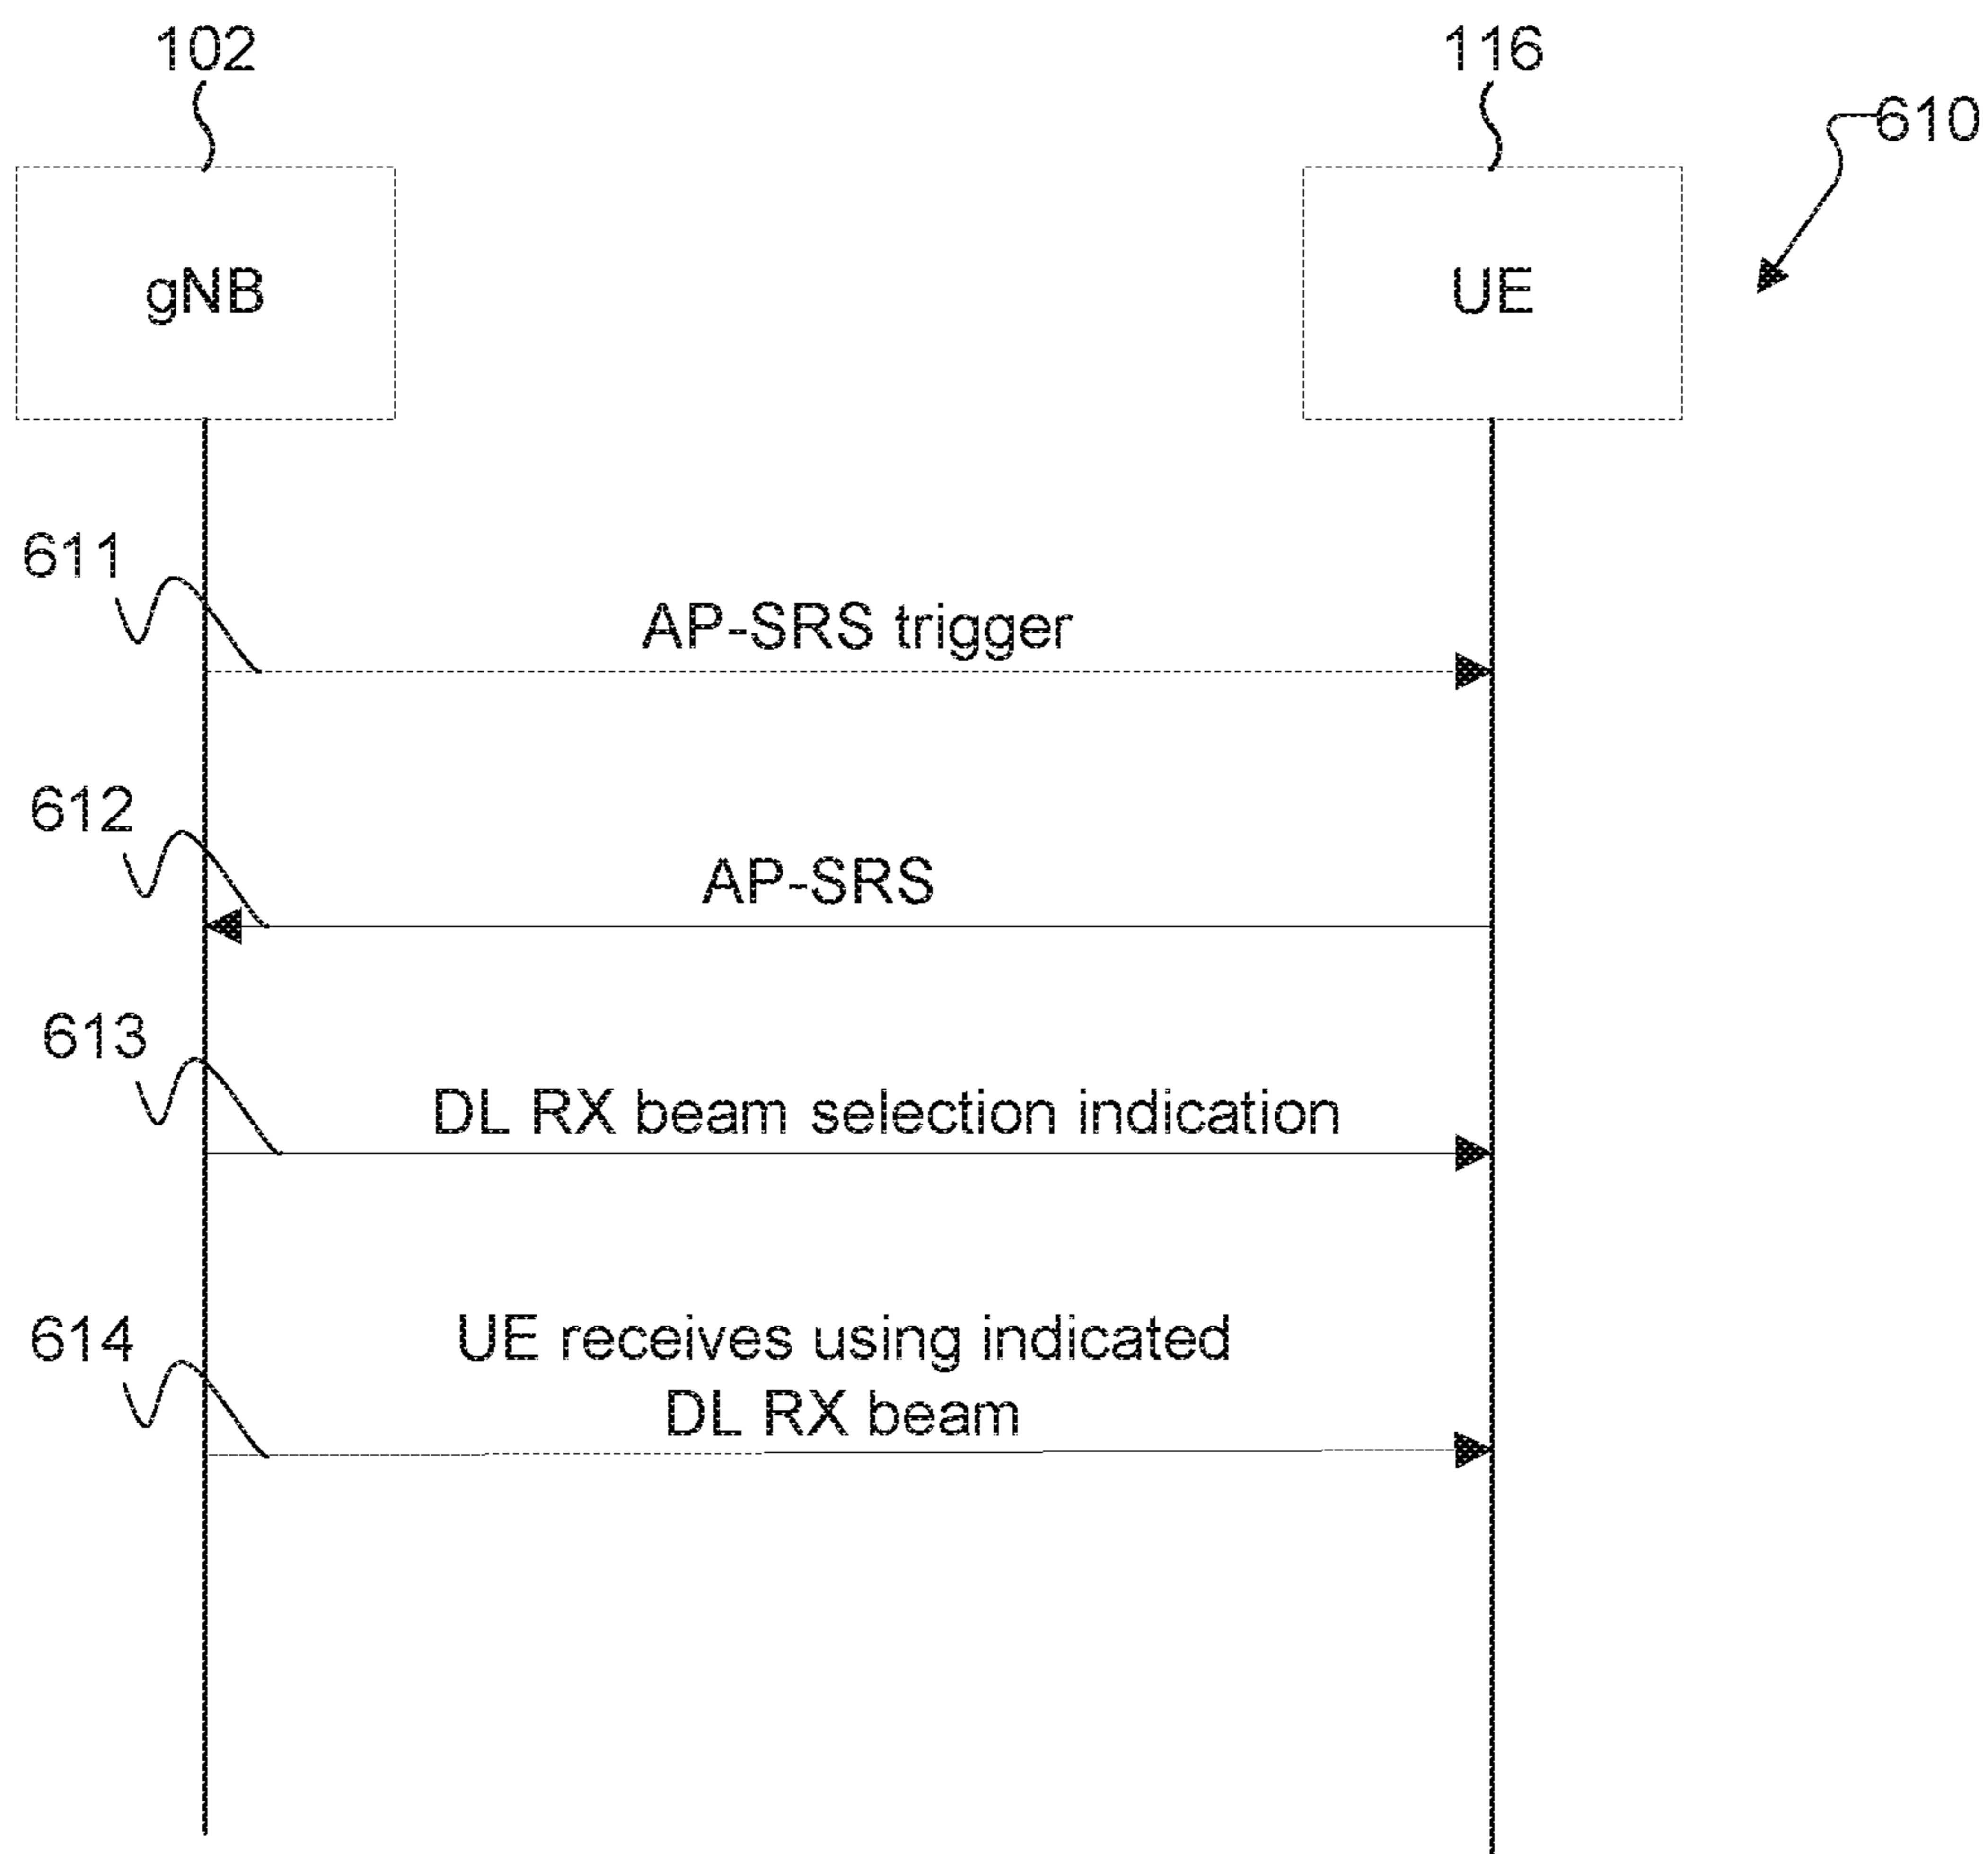 102
116
610
gNB
UE
611
AP-SRS trigger
612
AP-SRS
613
DL RX beam selection indication
614
UE receives using indicated
DL RX beam